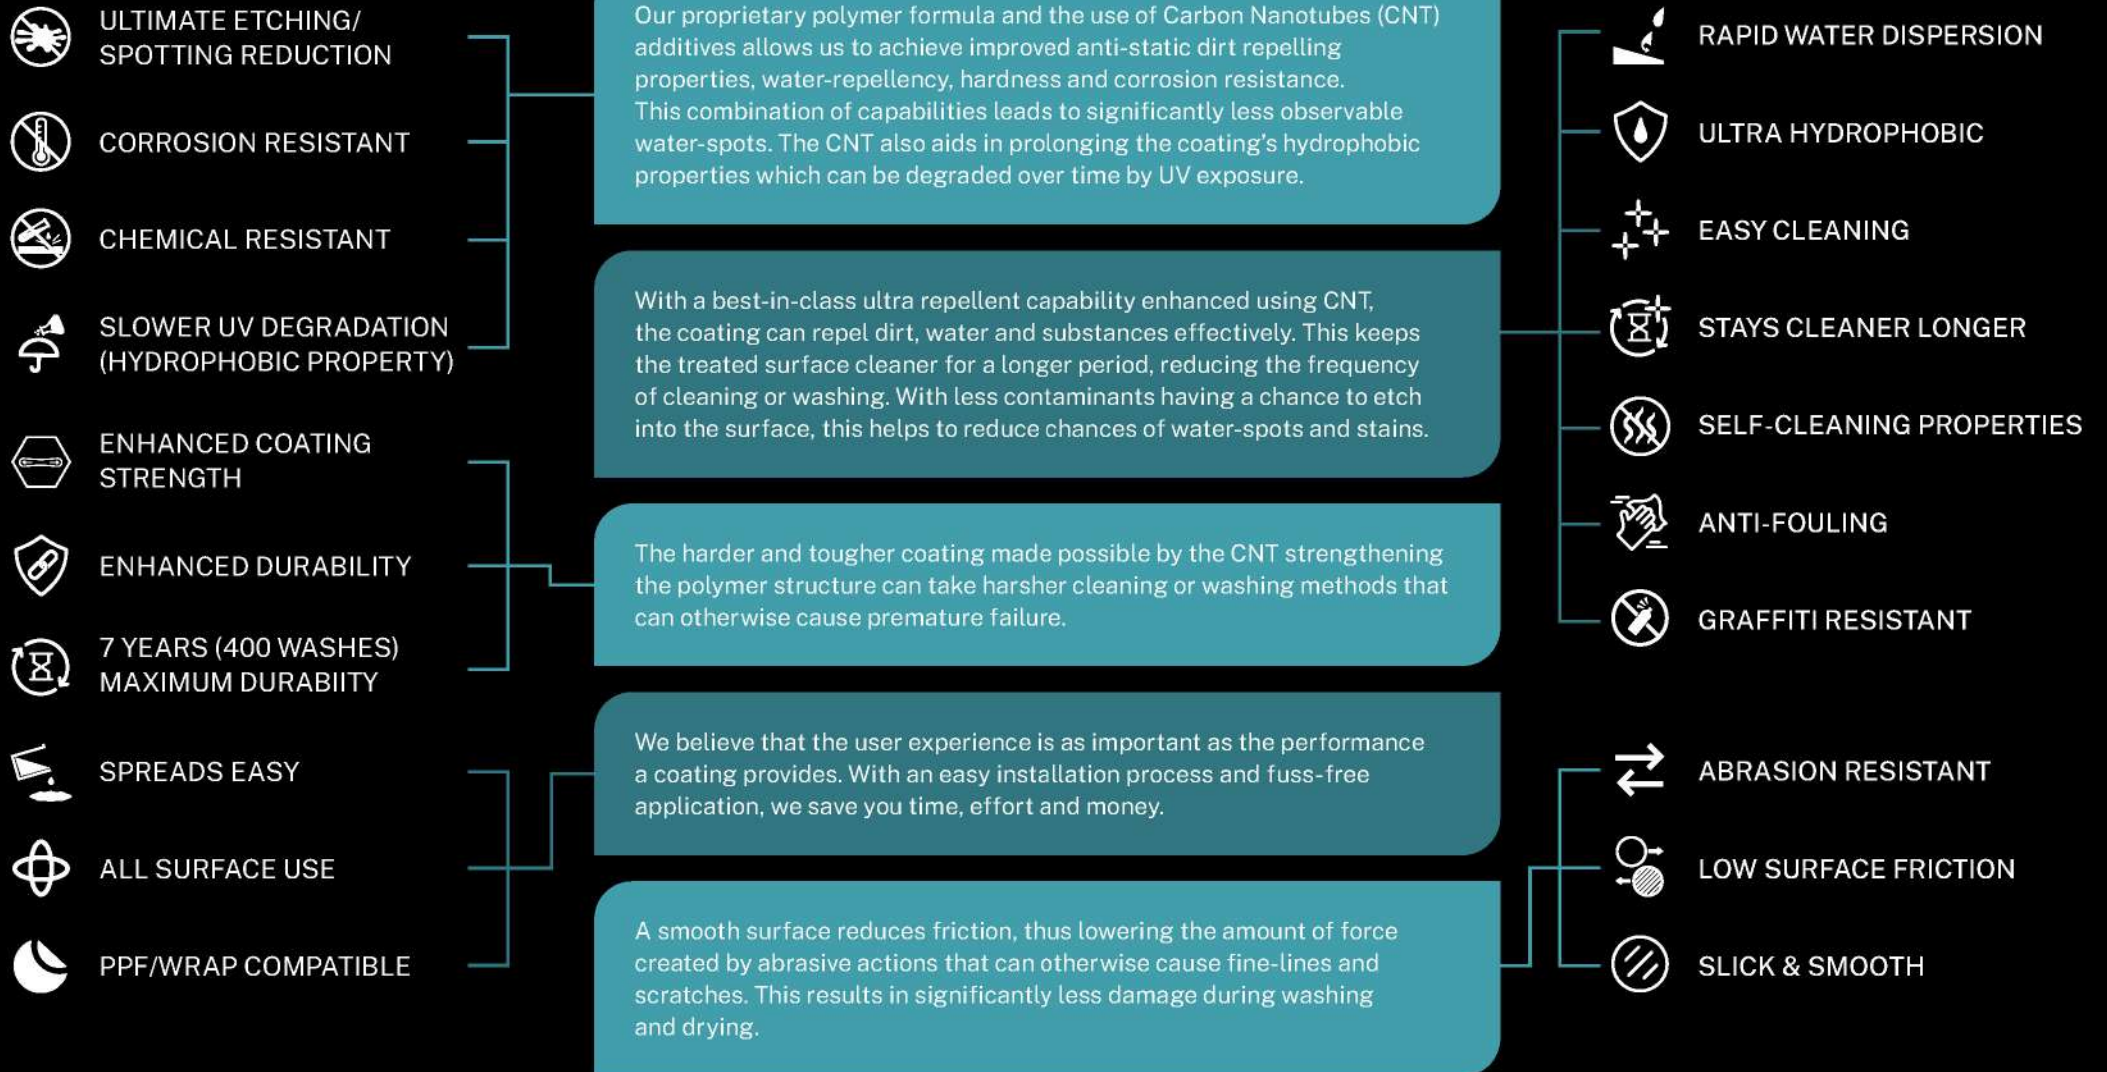 ULTIMATE ETCHING/
SPOTTING REDUCTION
CORROSION RESISTANT
CHEMICAL RESISTANT
SLOWER UV DEGRADATION
(HYDROPHOBIC PROPERTY)
ENHANCED COATING
STRENGTH
ENHANCED DURABILITY
7 YEARS (400 WASHES)
MAXIMUM DURABIITY
SPREADS EASY
ALL SURFACE USE
PPF/WRAP COMPATIBLE
Our proprietary polymer formula and the use of Carbon Nanotubes (CNT)
additives allows us to achieve improved anti-static dirt repelling
properties, water-repellency, hardness and corrosion resistance.
This combination of capabilities leads to significantly less observable
water-spots. The CNT also aids in prolonging the coating's hydrophobic
properties which can be degraded over time by UV exposure.
With a best-in-class ultra repellent capability enhanced using CNT,
the coating can repel dirt, water and substances effectively. This keeps
the treated surface cleaner for a longer period, reducing the frequency
of cleaning or washing. With less contaminants having a chance to etch
into the surface, this helps to reduce chances of water-spots and stains.
The harder and tougher coating made possible by the CNT strengthening
the polymer structure can take harsher cleaning or washing methods that
can otherwise cause premature failure.
We believe that the user experience is as important as the performance
a coating provides. With an easy installation process and fuss-free
application, we save you time, effort and money.
A smooth surface reduces friction, thus lowering the amount of force
created by abrasive actions that can otherwise cause fine-lines and
scratches. This results in significantly less damage during washing
and drying.
RAPID WATER DISPERSION
ULTRA HYDROPHOBIC
EASY CLEANING
STAYS CLEANER LONGER
SELF-CLEANING PROPERTIES
ANTI-FOULING
GRAFFITI RESISTANT
ABRASION RESISTANT
LOW SURFACE FRICTION
SLICK & SMOOTH